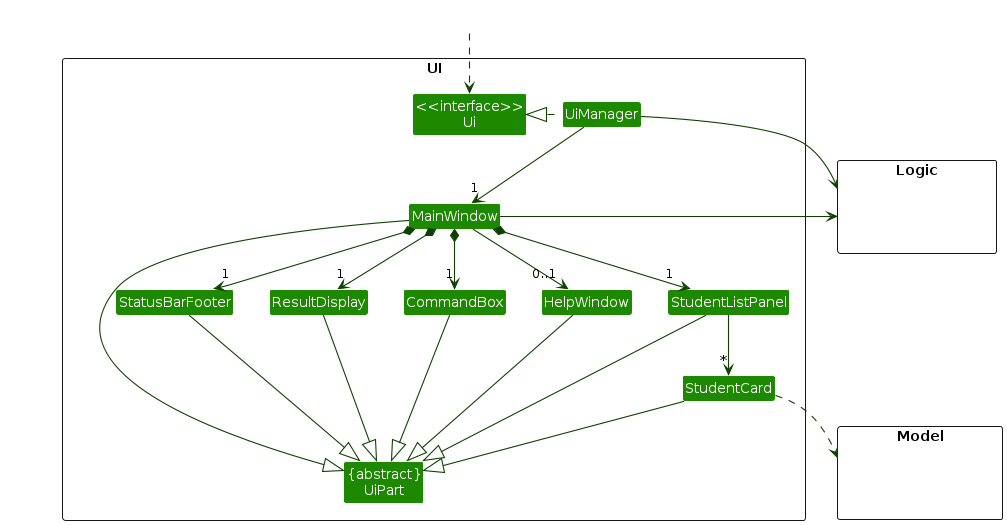 UI
<<interface>>
Ui
UiManager
Logic
1
MainWindow
1
1
1
0..1
1
StatusBarFooter
ResultDisplay
CommandBox
HelpWindow
StudentListPanel
*
StudentCard
Model
{abstract}
UiPart